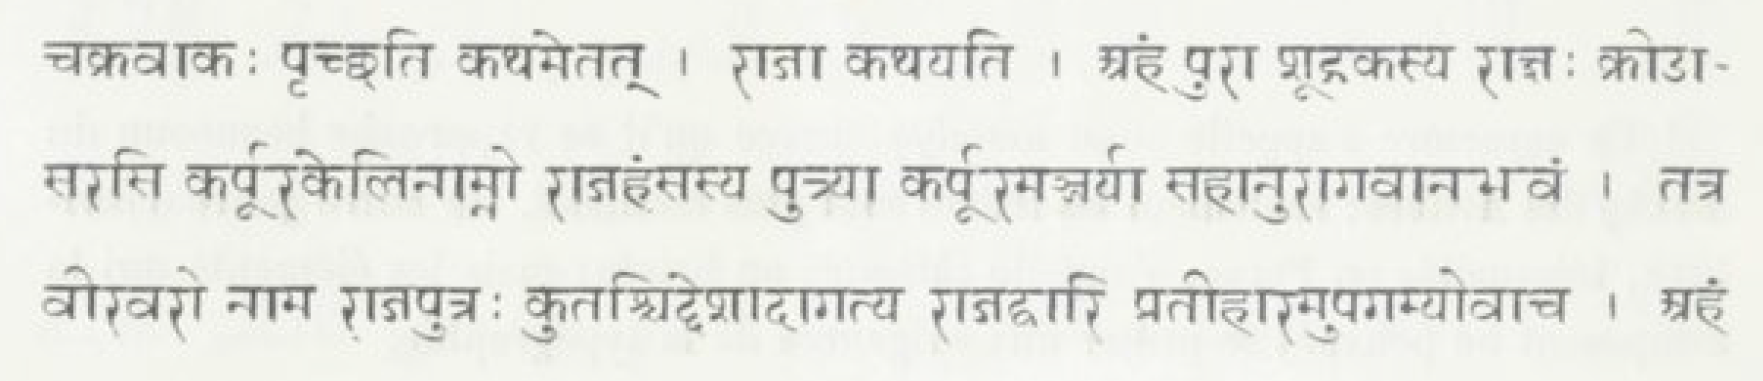 चक्रवाकः पृच्छति कथमेतत् । राजा कथयति । अहं पुरा शूद्रकस्य राज्ञः क्रीडा-
सरसि कर्पूरकेलिनाम्नो राजहंसस्य पुत्र्या कर्पूरमञ्जर्या सहानुरागवानभवं । तत्र
वीरवरो नाम राजपुत्रः कुतश्चिद्देशादागत्य राजद्वारि प्रतीहारमुपगम्योवाच । अहं